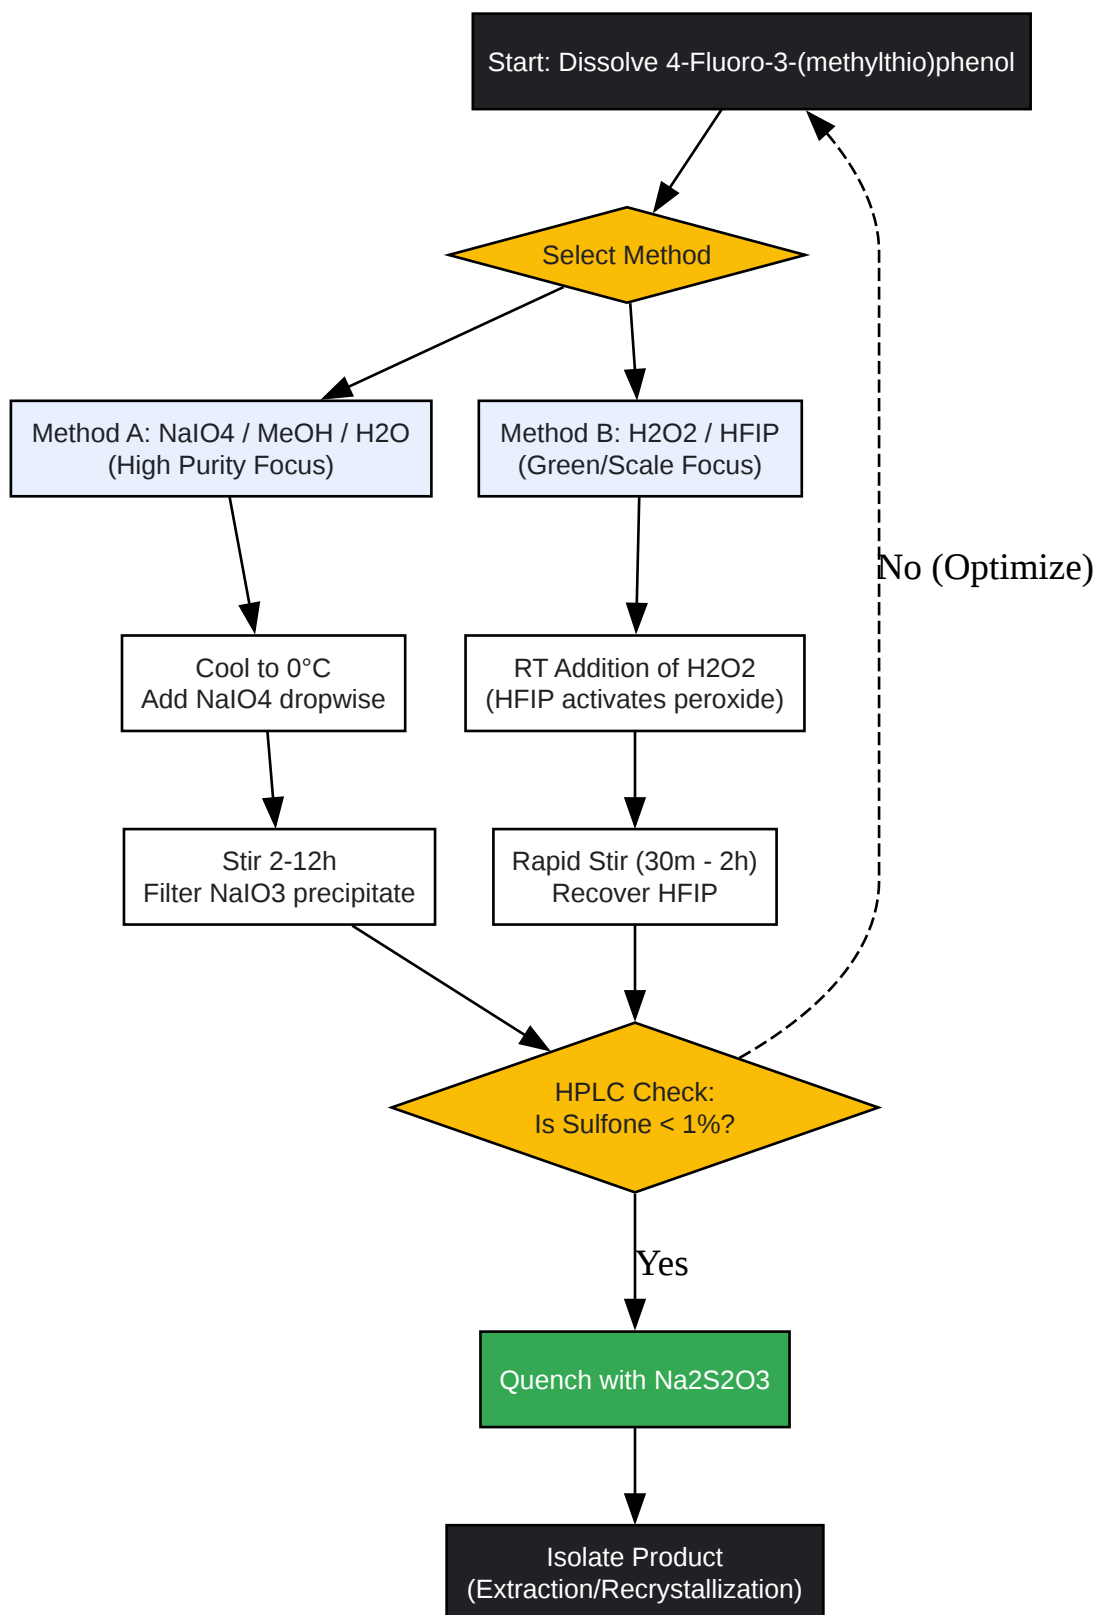 Start: Dissolve 4-Fluoro-3-(methylthio)phenol
Select Method
Method A: NaIO4 / MeOH / H2O
(High Purity Focus)
Method B: H2O2 / HFIP
(Green/Scale Focus)
No (Optimize)
Cool to 0°C
Add NaIO4 dropwise
RT Addition of H2O2
(HFIP activates peroxide)
Stir 2-12h
Filter NaIO3 precipitate
Rapid Stir (30m - 2h)
Recover HFIP
HPLC Check:
Is Sulfone < 1%?
Yes
Quench with Na2S2O3
Isolate Product
(Extraction/Recrystallization)